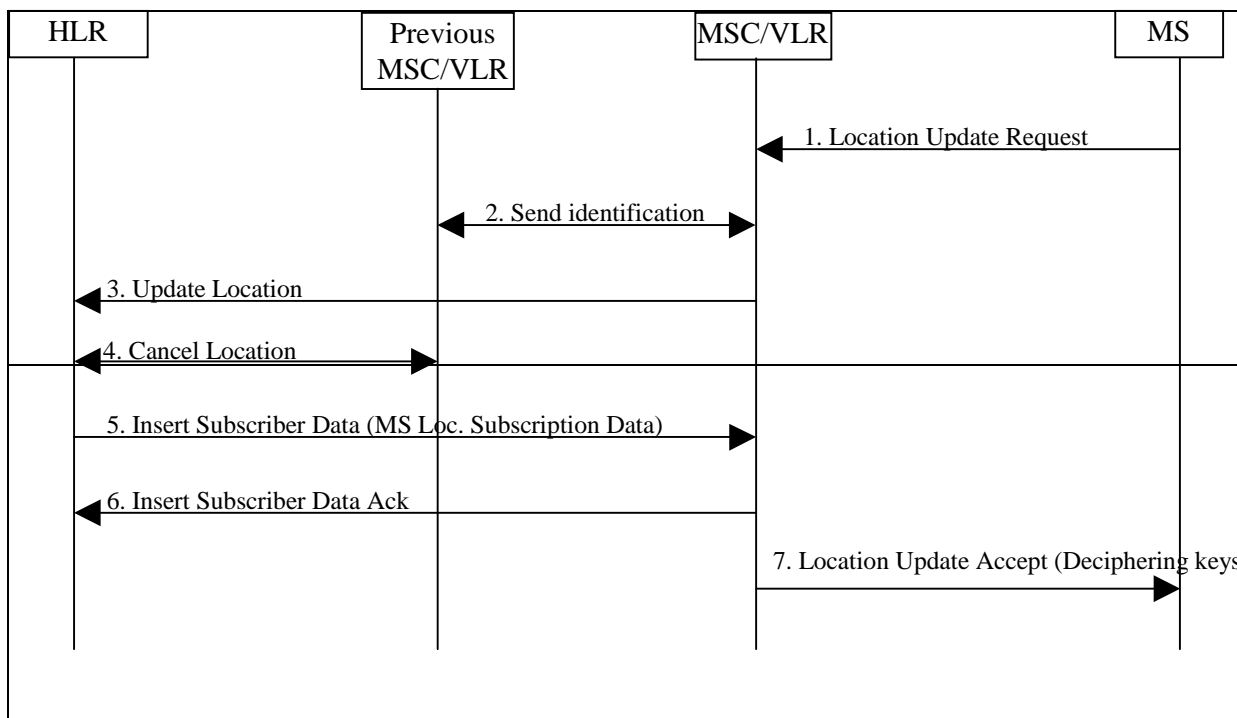 HLR
Previous
MSC/VLR
MSC/VLR
MS
1. Location Update Request
2. Send identification
3. Update Location
4. Cancel Location
5. Insert Subscriber Data (MS Loc. Subscription Data)
6. Insert Subscriber Data Ack
7. Location Update Accept (Deciphering keys